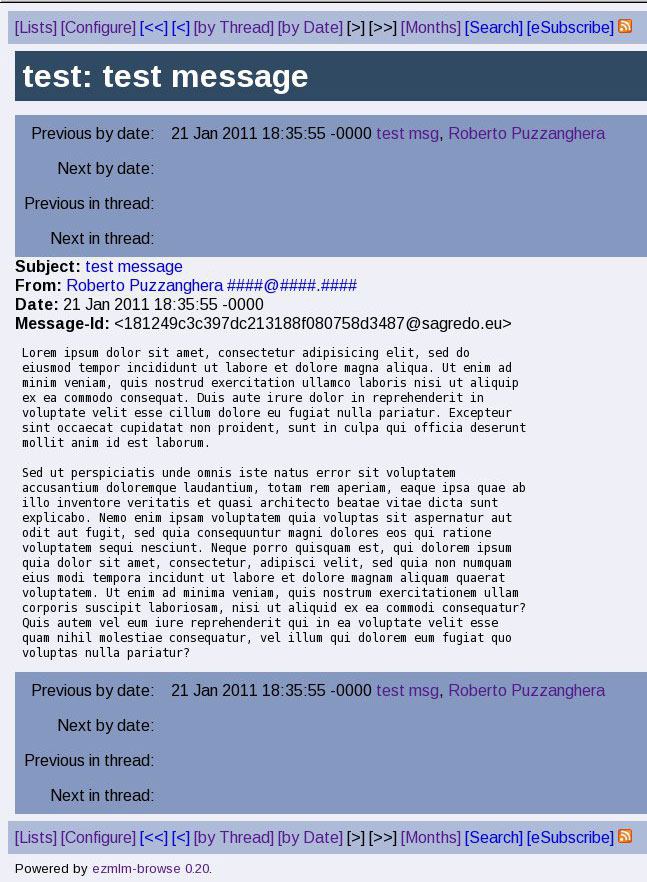 [Lists] [Configure] [<<] [<] [by Thread] [by Date] [>] [>>] [Months] [Search] [eSubscribe]
test: test message
Previous by date: 21 Jan 2011 18:35:55 -0000 test msg, Roberto Puzzanghera
Next by date:
Previous in thread:
Next in thread:
Subject: test message
From: Roberto Puzzanghera ####@####.####
Date: 21 Jan 2011 18:35:55 -0000
Message-Id: <181249c3c397dc213188f080758d3487@sagredo.eu>
Lorem ipsum dolor sit amet, consectetur adipisicing elit, sed do
eiusmod tempor incididunt ut labore et dolore magna aliqua. Ut enim ad
minim veniam, quis nostrud exercitation ullamco laboris nisi ut aliquip
ex ea commodo consequat. Duis aute irure dolor in reprehenderit in
voluptate velit esse cillum dolore eu fugiat nulla pariatur. Excepteur
sint occaecat cupidatat non proident, sunt in culpa qui officia deserunt
mollit anim id est laborum.
Sed ut perspiciatis unde omnis iste natus error sit voluptatem
accusantium doloremque laudantium, totam rem aperiam, eaque ipsa quae ab
illo inventore veritatis et quasi architecto beatae vitae dicta sunt
explicabo. Nemo enim ipsam voluptatem quia voluptas sit aspernatur aut
odit aut fugit, sed quia consequuntur magni dolores eos qui ratione
voluptatem sequi nesciunt. Neque porro quisquam est, qui dolorem ipsum
quia dolor sit amet, consectetur, adipisci velit, sed quia non numquam
eius modi tempora incidunt ut labore et dolore magnam aliquam quaerat
voluptatem. Ut enim ad minima veniam, quis nostrum exercitationem ullam
corporis suscipit laboriosam, nisi ut aliquid ex ea commodi consequatur?
Quis autem vel eum iure reprehenderit qui in ea voluptate velit esse
quam nihil molestiae consequatur, vel illum qui dolorem eum fugiat quo
voluptas nulla pariatur?
Previous by date: 21 Jan 2011 18:35:55 -0000 test msg, Roberto Puzzanghera
Next by date:
Previous in thread:
Next in thread:
[Lists] [Configure] [<<] [<] [by Thread] [by Date] [>] [>>] [Months] [Search] [eSubscribe]
Powered by ezmlm-browse 0.20.